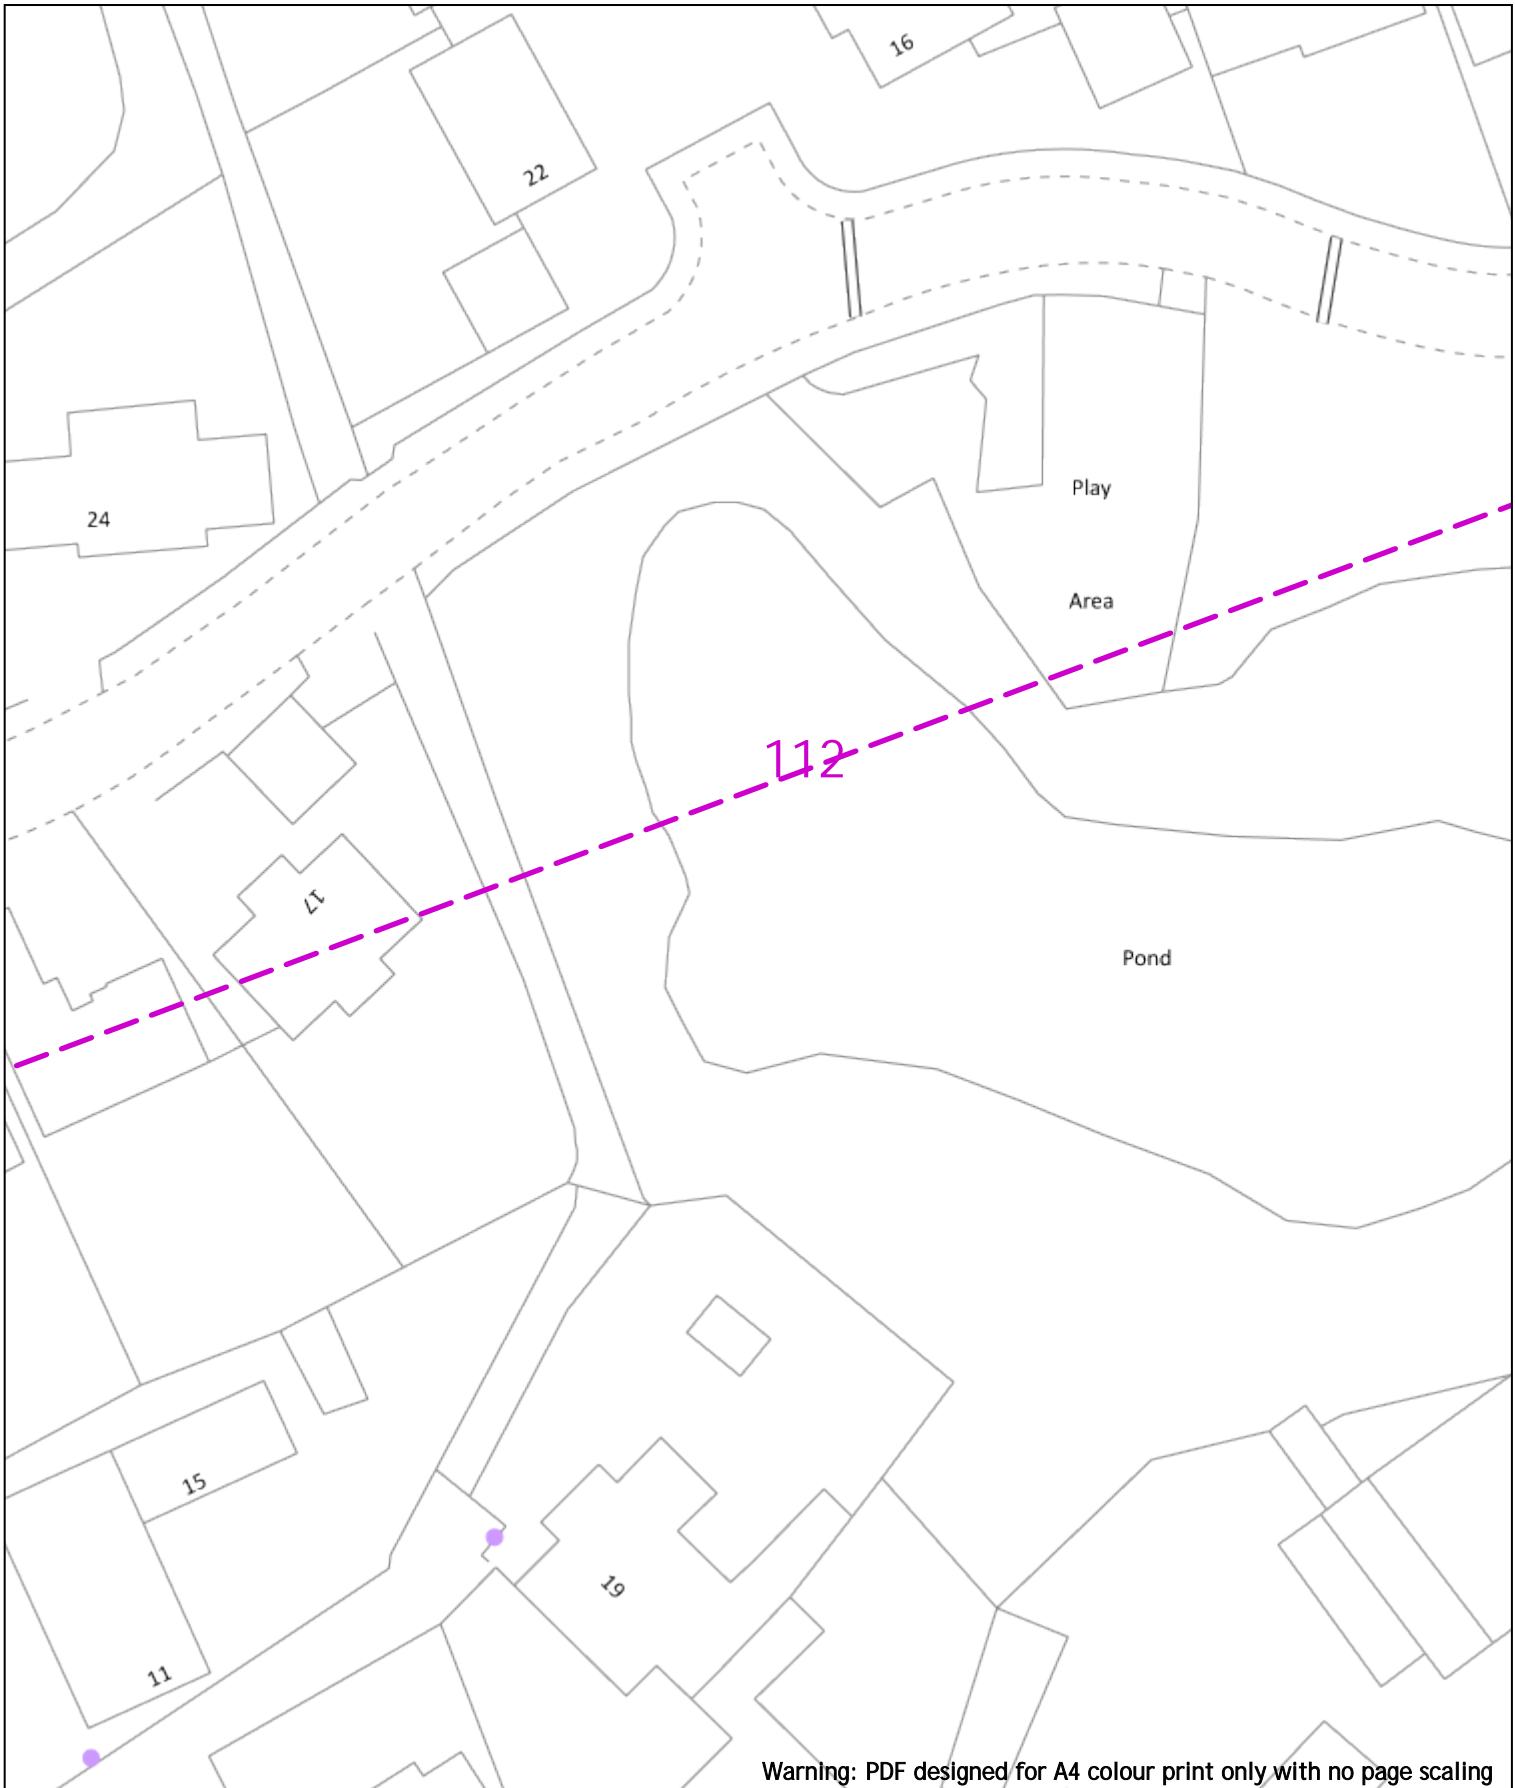 16
22
Play
24
Area
112
17
Pond
15
19
11
Warning: PDF designed for A4 colour print only with no page scaling